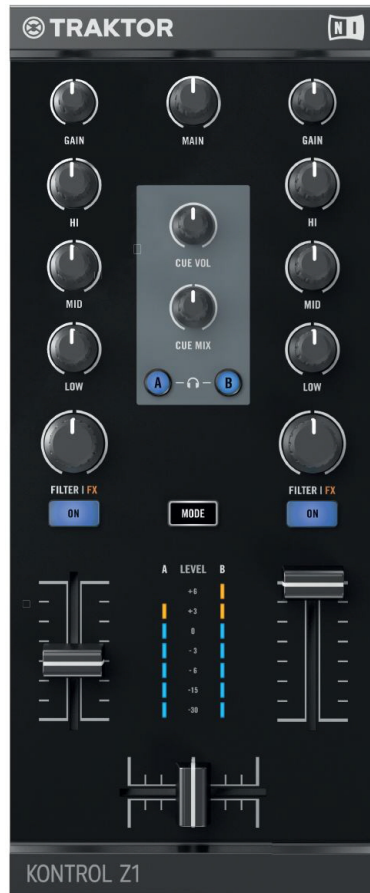 TRAKTOR NI
GAIN MAIN GAIN
HI HI
CUE VOL
MID MID
CUE MIX
LOW A B LOW
FILTER | FX FILTER | FX
ON MODE ON
A LEVEL B
+6
+3
0
-3
-6
-15
-30
KONTROL Z1